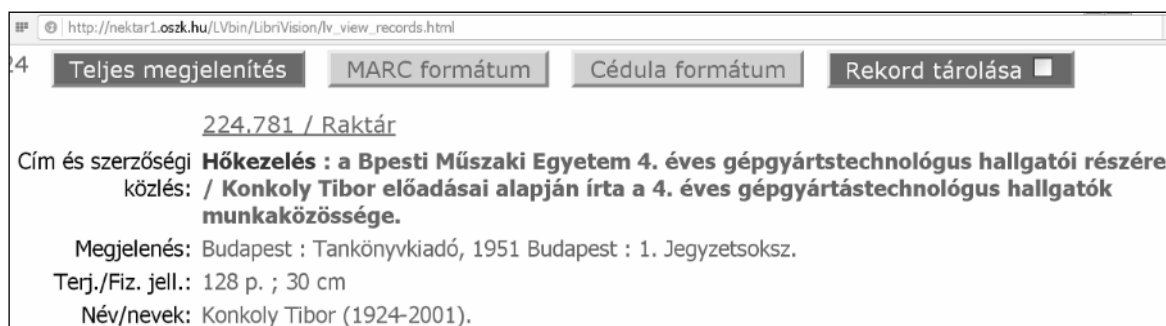 http://nektar1.oszk.hu/LVbin/LibriVision/lv_view_records.html
24 Teljes megjelenítés MARC formátum Cédula formátum Rekord tárolása
224.781 / Raktár
Cím és szerzőségi Hőkezelés : a Bpesti Műszaki Egyetem 4. éves gépgyártstechnológus hallgatói részére
közlés: / Konkoly Tibor előadásai alapján írta a 4. éves gépgyártástechnológus hallgatók
munkaközössége.
Megjelenés: Budapest : Tankönyvkiadó, 1951 Budapest : 1. Jegyzetsoksz.
Terj./Fiz. jell.: 128 p. ; 30 cm
Név/nevek: Konkoly Tibor (1924-2001).